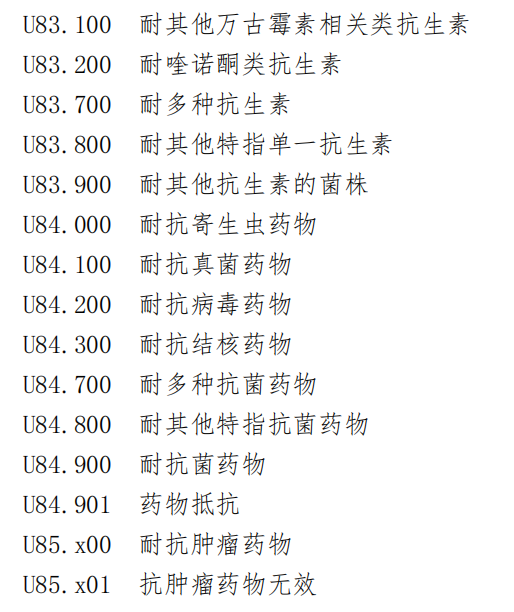 U83.100 耐其他万古霉素相关类抗生素
U83.200 耐喹诺酮类抗生素
U83.700 耐多种抗生素
U83.800 耐其他特指单一抗生素
U83.900 耐其他抗生素的菌株
U84.000 耐抗寄生虫药物
U84.100 耐抗真菌药物
U84.200 耐抗病毒药物
U84.300 耐抗结核药物
U84.700 耐多种抗菌药物
U84.800 耐其他特指抗菌药物
U84.900 耐抗菌药物
U84.901 药物抵抗
U85.x00 耐抗肿瘤药物
U85.x01 抗肿瘤药物无效